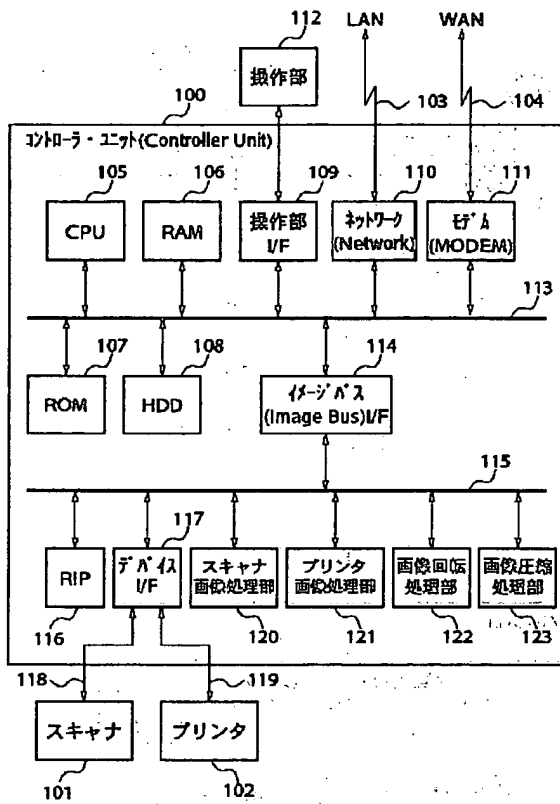 112
LAN
WAN
操作部
100
103
104
コントローラ・ユニット(Controller Unit)
105
106
109
110
111
CPU
RAM
操作部
I/F
ネットワーク
(Network)
モデム
(MODEM)
113
107
108
114
ROM
HDD
イメージバス
(Image Bus)I/F
115
117
RIP
デバイス
I/F
スキャナ
画像処理部
プリンタ
画像処理部
画像回転
処理部
画像圧縮
処理部
116
120
121
122
123
118
119
スキャナ
プリンタ
101
102